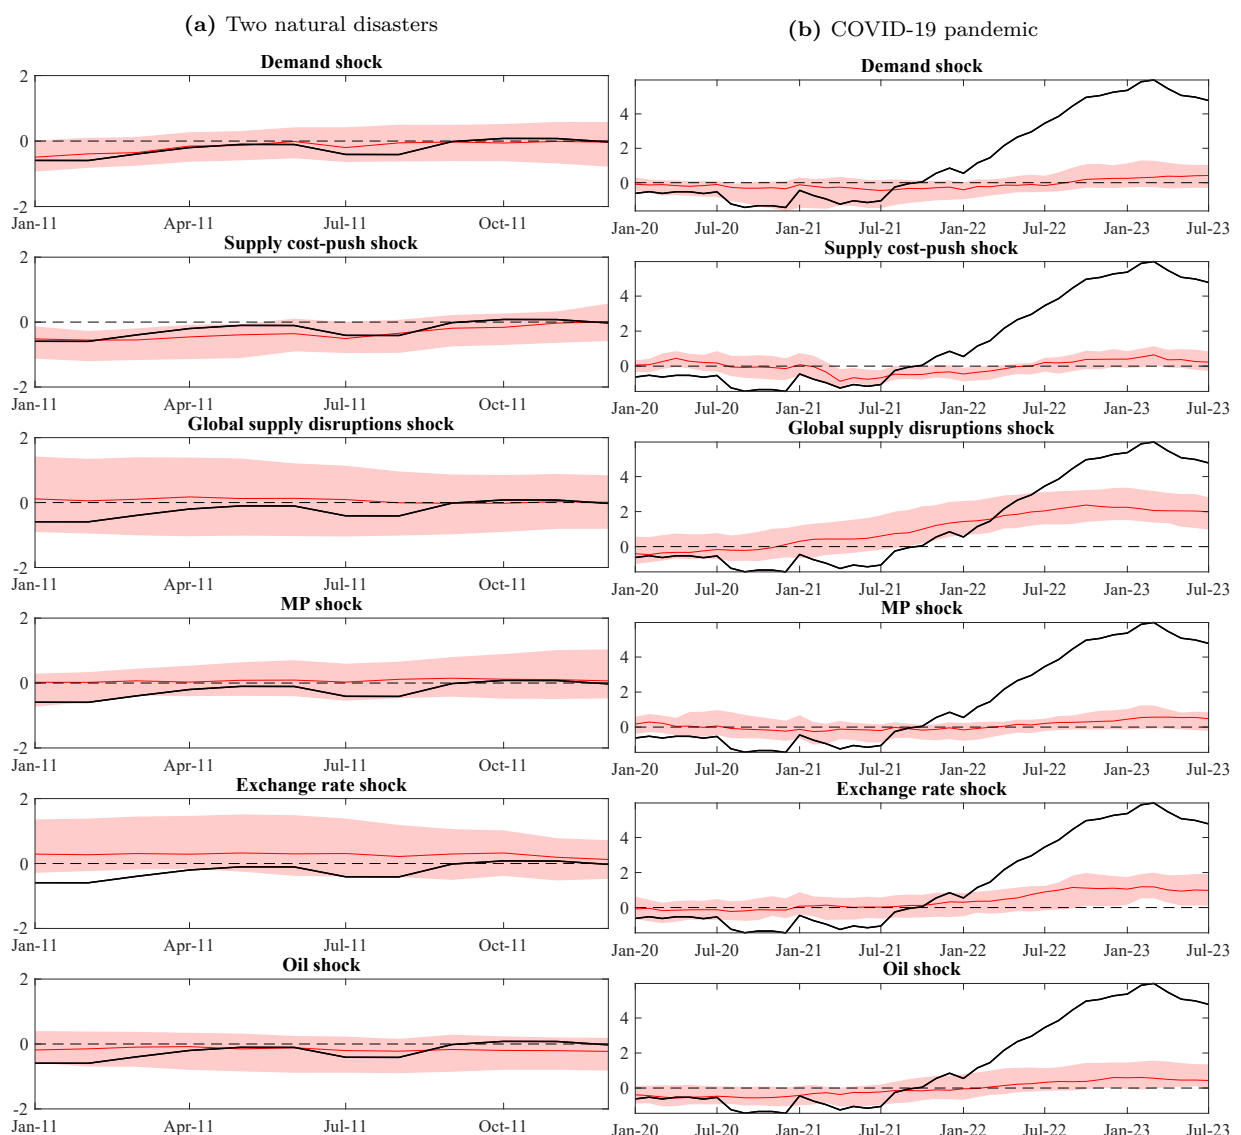 (a) Two natural disasters
Demand shock
2
0
-2
Jan-11 Apr-11 Jul-11 Oct-11
Supply cost-push shock
2
0
-2
Jan-11 Apr-11 Jul-11 Oct-11
Global supply disruptions shock
2
0
-2
Jan-11 Apr-11 Jul-11 Oct-11
MP shock
2
0
-2
Jan-11 Apr-11 Jul-11 Oct-11
Exchange rate shock
2
0
-2
Jan-11 Apr-11 Jul-11 Oct-11
Oil shock
2
0
-2
Jan-11 Apr-11 Jul-11 Oct-11
(b) COVID-19 pandemic
Demand shock
4
2
0
Jan-20 Jul-20 Jan-21 Jul-21 Jan-22 Jul-22 Jan-23 Jul-23
Supply cost-push shock
4
2
0
Jan-20 Jul-20 Jan-21 Jul-21 Jan-22 Jul-22 Jan-23 Jul-23
Global supply disruptions shock
4
2
0
Jan-20 Jul-20 Jan-21 Jul-21 Jan-22 Jul-22 Jan-23 Jul-23
MP shock
4
2
0
Jan-20 Jul-20 Jan-21 Jul-21 Jan-22 Jul-22 Jan-23 Jul-23
Exchange rate shock
4
2
0
Jan-20 Jul-20 Jan-21 Jul-21 Jan-22 Jul-22 Jan-23 Jul-23
Oil shock
4
2
0
Jan-20 Jul-20 Jan-21 Jul-21 Jan-22 Jul-22 Jan-23 Jul-23